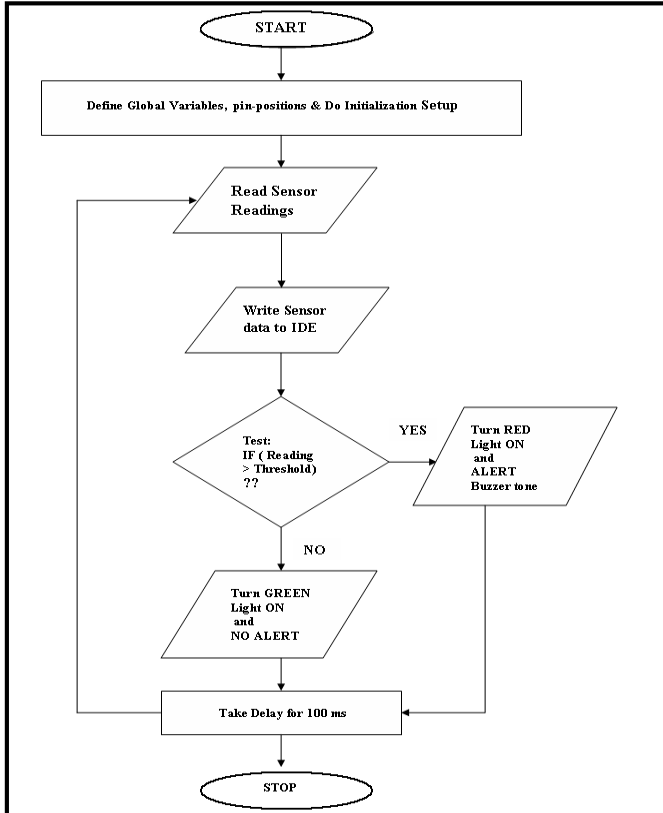 START
Define Global Variables, pin-positions & Do Initialization Setup
Read Sensor
Readings
Write Sensor
data to IDE
Test:
IF ( Reading
> Threshold)
??
YES
Turn RED
Light ON
and
ALERT
Buzzer tone
NO
Turn GREEN
Light ON
and
NO ALERT
Take Delay for 100 ms
STOP